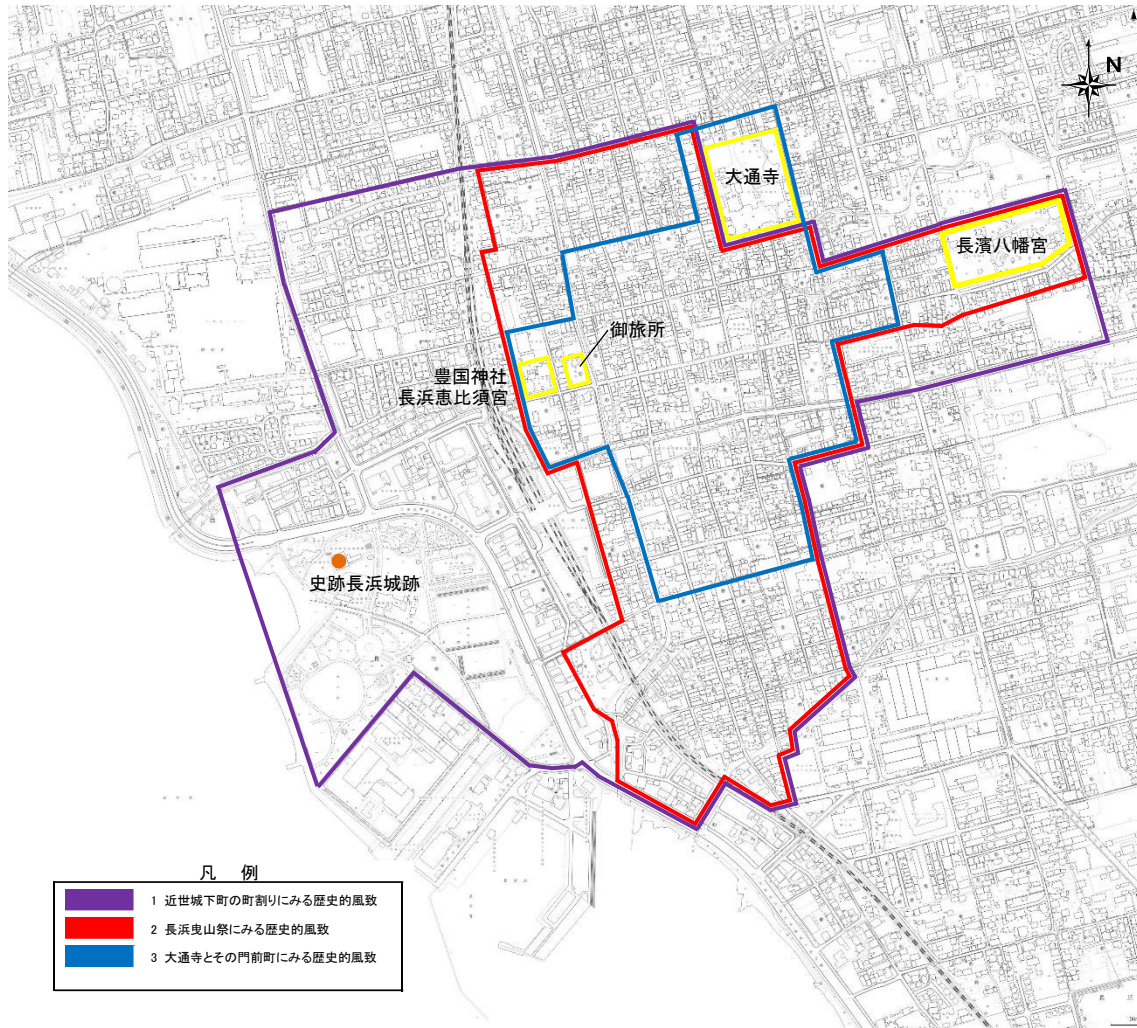 N
大通寺
長濱八幡宮
御旅所
豊国神社
長浜恵比須宮
史跡長浜城跡
凡 例
1 近世城下町の町割りにみる歴史的風致
2 長浜曳山祭にみる歴史的風致
3 大通寺とその門前町にみる歴史的風致